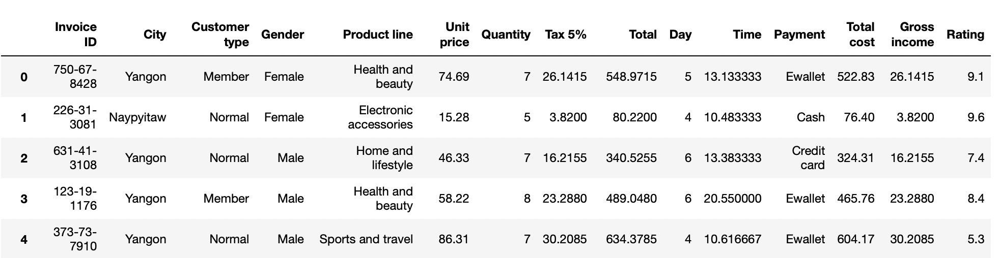 Invoice ID City Customer type Gender Product line Unit price Quantity Tax 5% Total Day Time Payment Total cost Gross income Rating
0 750-67-8428 Yangon Member Female Health and beauty 74.69 7 26.1415 548.9715 5 13.133333 Ewallet 522.83 26.1415 9.1
1 226-31-3081 Naypyitaw Normal Female Electronic accessories 15.28 5 3.8200 80.2200 4 10.483333 Cash 76.40 3.8200 9.6
2 631-41-3108 Yangon Normal Male Home and lifestyle 46.33 7 16.2155 340.5255 6 13.383333 Credit card 324.31 16.2155 7.4
3 123-19-1176 Yangon Member Male Health and beauty 58.22 8 23.2880 489.0480 6 20.550000 Ewallet 465.76 23.2880 8.4
4 373-73-7910 Yangon Normal Male Sports and travel 86.31 7 30.2085 634.3785 4 10.616667 Ewallet 604.17 30.2085 5.3